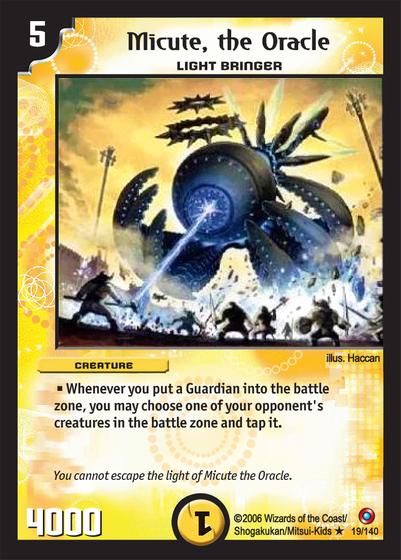 5
Micute, the Oracle
LIGHT BRINGER
illus. Haccan
CREATURE
▪ Whenever you put a Guardian into the battle
zone, you may choose one of your opponent's
creatures in the battle zone and tap it.
You cannot escape the light of Micute the Oracle.
4000
1
©2006 Wizards of the Coast/
Shogakukan/Mitsui-Kids ★ 19/140